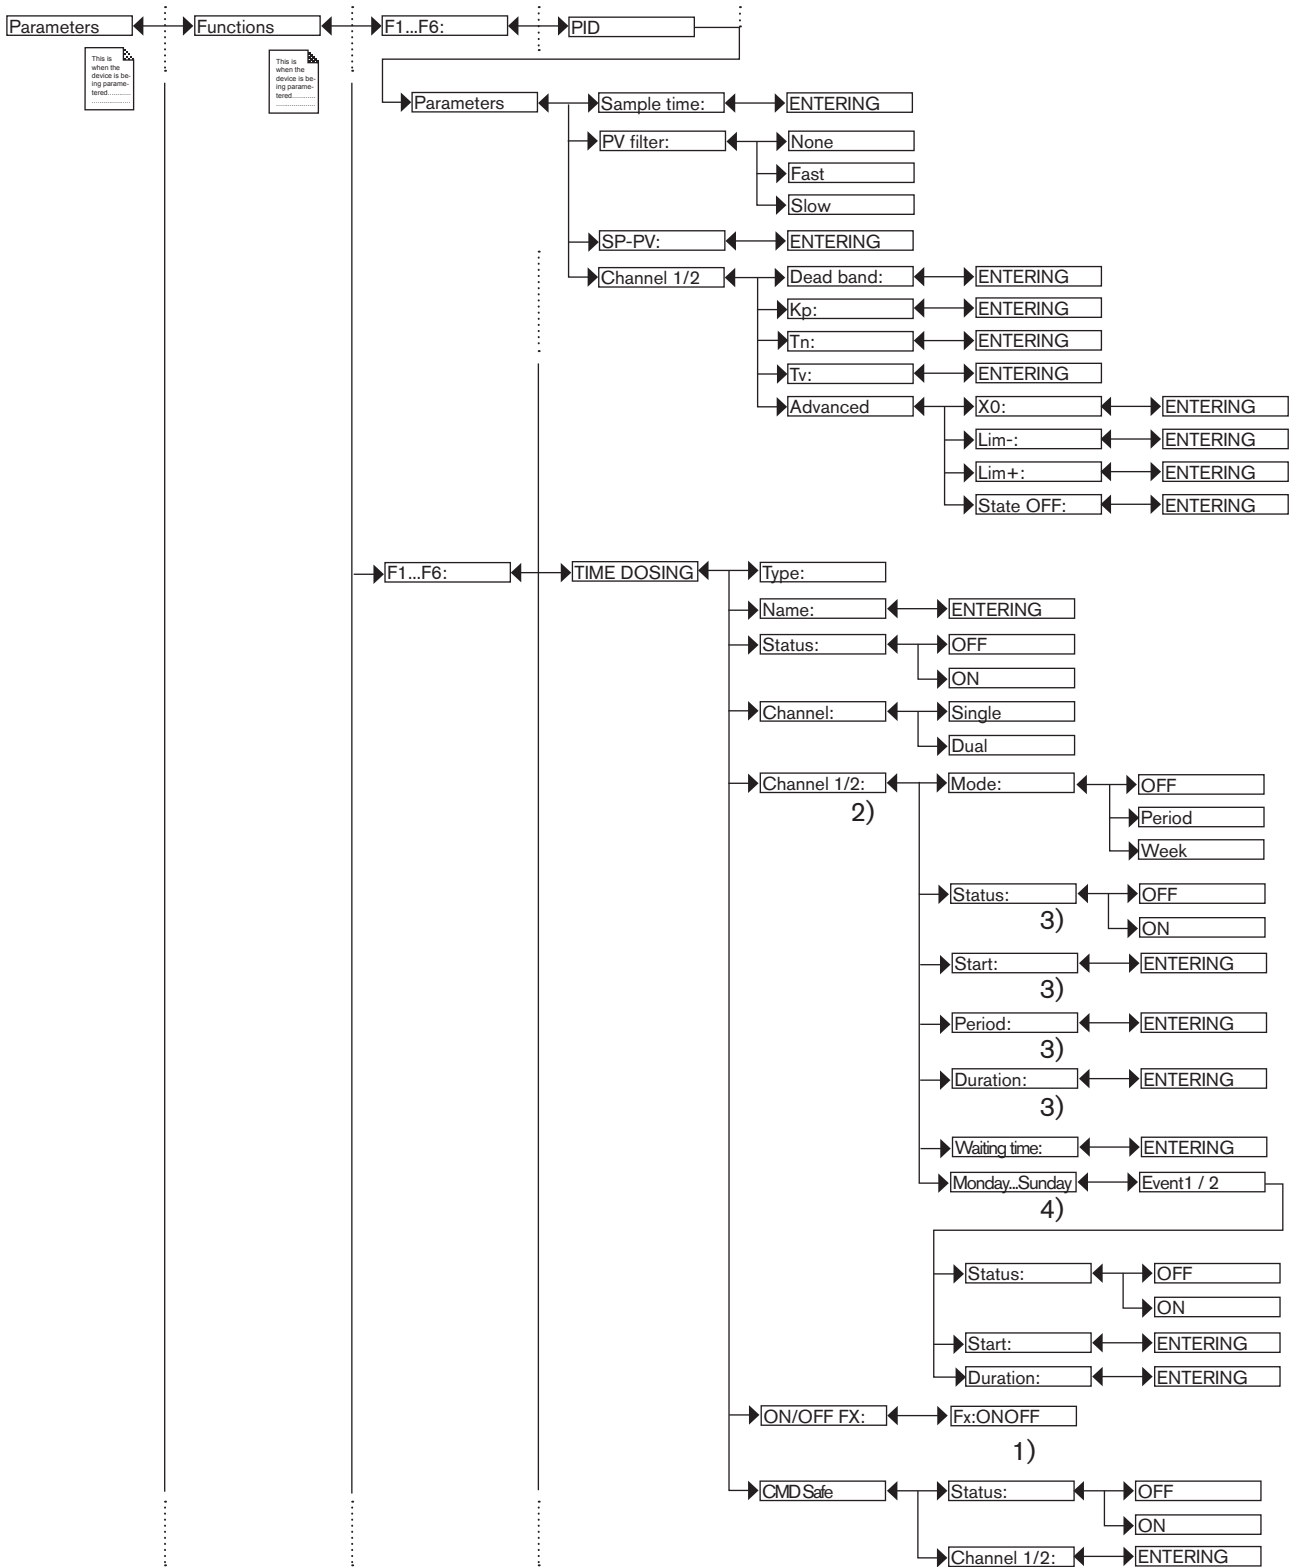 Parameters Functions F1...F6: PID
This is
when the
device is be-
ing parame-
tered............
.....................
This is
when the
device is be-
ing parame-
tered............
.....................
Parameters Sample time: ENTERING
PV filter: None
Fast
Slow
SP-PV: ENTERING
Channel 1/2 Dead band: ENTERING
Kp: ENTERING
Tn: ENTERING
Tv: ENTERING
Advanced X0: ENTERING
Lim-: ENTERING
Lim+: ENTERING
State OFF: ENTERING
F1...F6: TIME DOSING Type:
Name: ENTERING
Status: OFF
ON
Channel: Single
Dual
Channel 1/2: Mode: OFF
2)
Period
Week
Status: OFF
3)
ON
Start: ENTERING
3)
Period: ENTERING
3)
Duration: ENTERING
3)
Waiting time: ENTERING
Monday...Sunday Event1 / 2
4)
Status: OFF
ON
Start: ENTERING
Duration: ENTERING
ON/OFF FX: Fx:ONOFF
1)
CMD Safe Status: OFF
ON
Channel 1/2: ENTERING